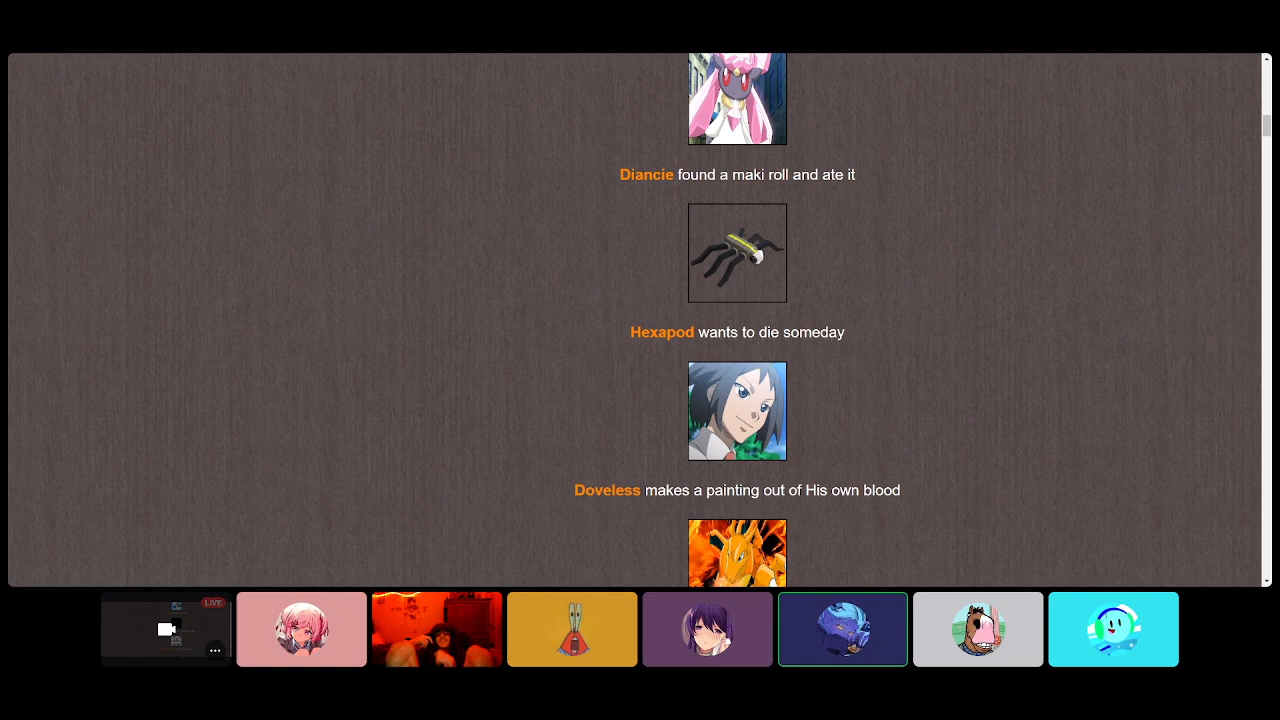 Diancie found a maki roll and ate it
Hexapod wants to die someday
Doveless makes a painting out of His own blood
LIVE